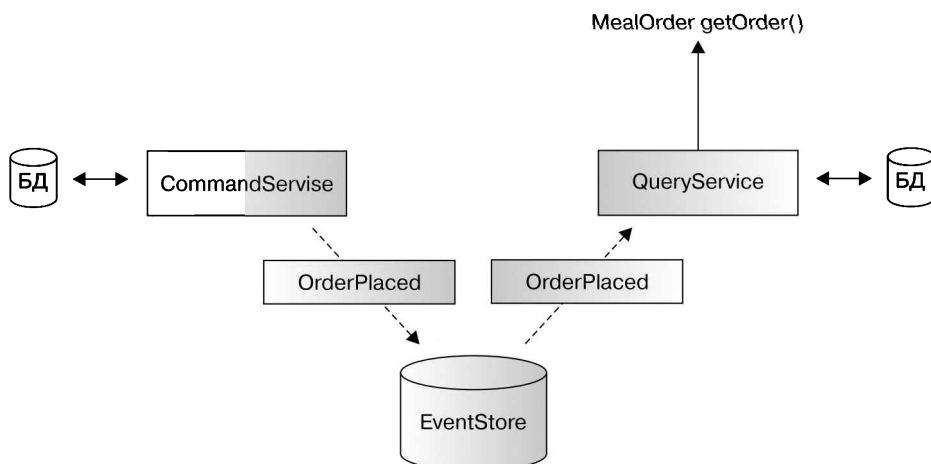 MealOrder getOrder()
БД
CommandServise
QueryService
БД
OrderPlaced
OrderPlaced
EventStore